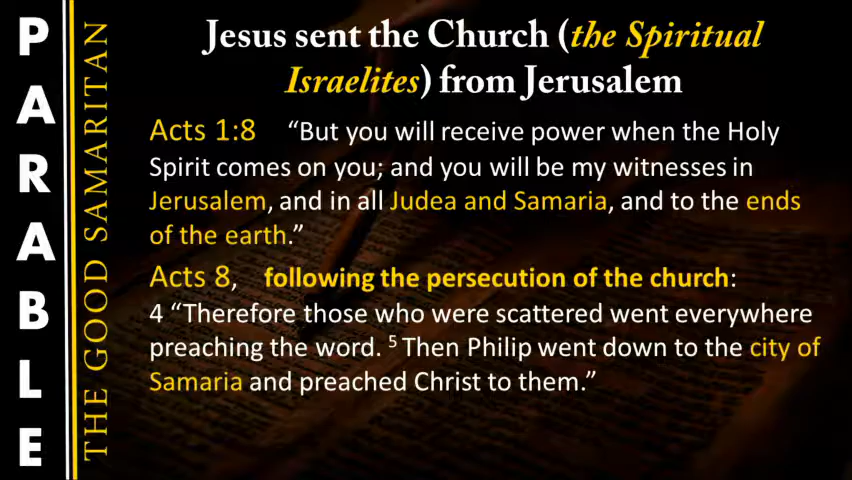 PARABLE
THE GOOD SAMARITAN
Jesus sent the Church (the Spiritual
Israelites) from Jerusalem
Acts 1:8 “But you will receive power when the Holy
Spirit comes on you; and you will be my witnesses in
Jerusalem, and in all Judea and Samaria, and to the ends
of the earth.”
Acts 8, following the persecution of the church:
4 “Therefore those who were scattered went everywhere
preaching the word. ⁵ Then Philip went down to the city of
Samaria and preached Christ to them.”